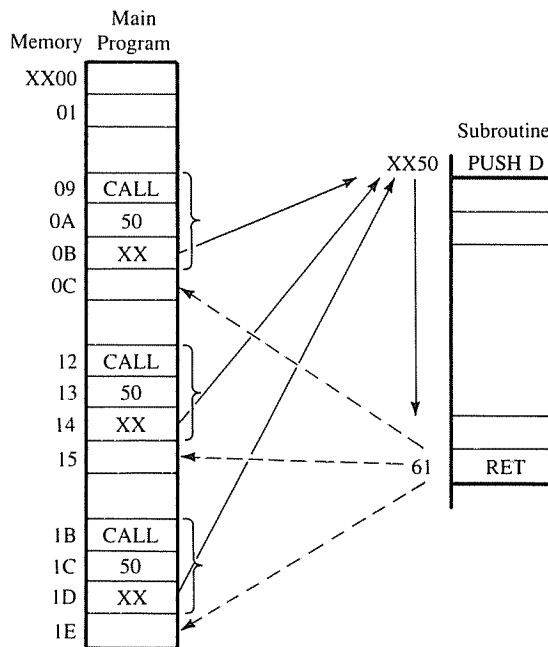 Main
Memory Program
XX00
01
Subroutine
XX50 PUSH D
09 CALL
0A 50
0B XX
0C
12 CALL
13 50
14 XX
15
61 RET
1B CALL
1C 50
1D XX
1E